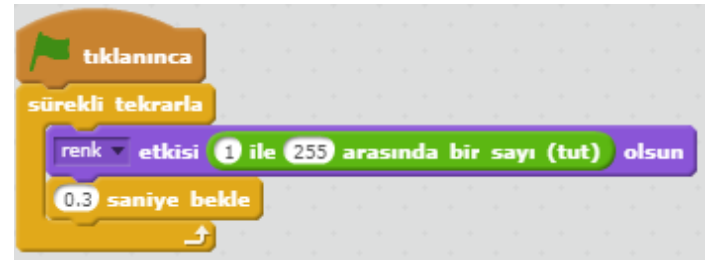 tıklanınca
sürekli tekrarla
renk etkisi 1 ile 255 arasında bir sayı (tut) olsun
0.3 saniye bekle